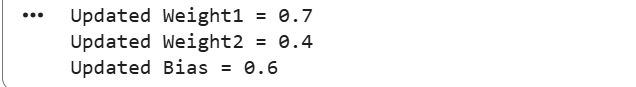 Updated Weight1 = 0.7
Updated Weight2 = 0.4
Updated Bias = 0.6